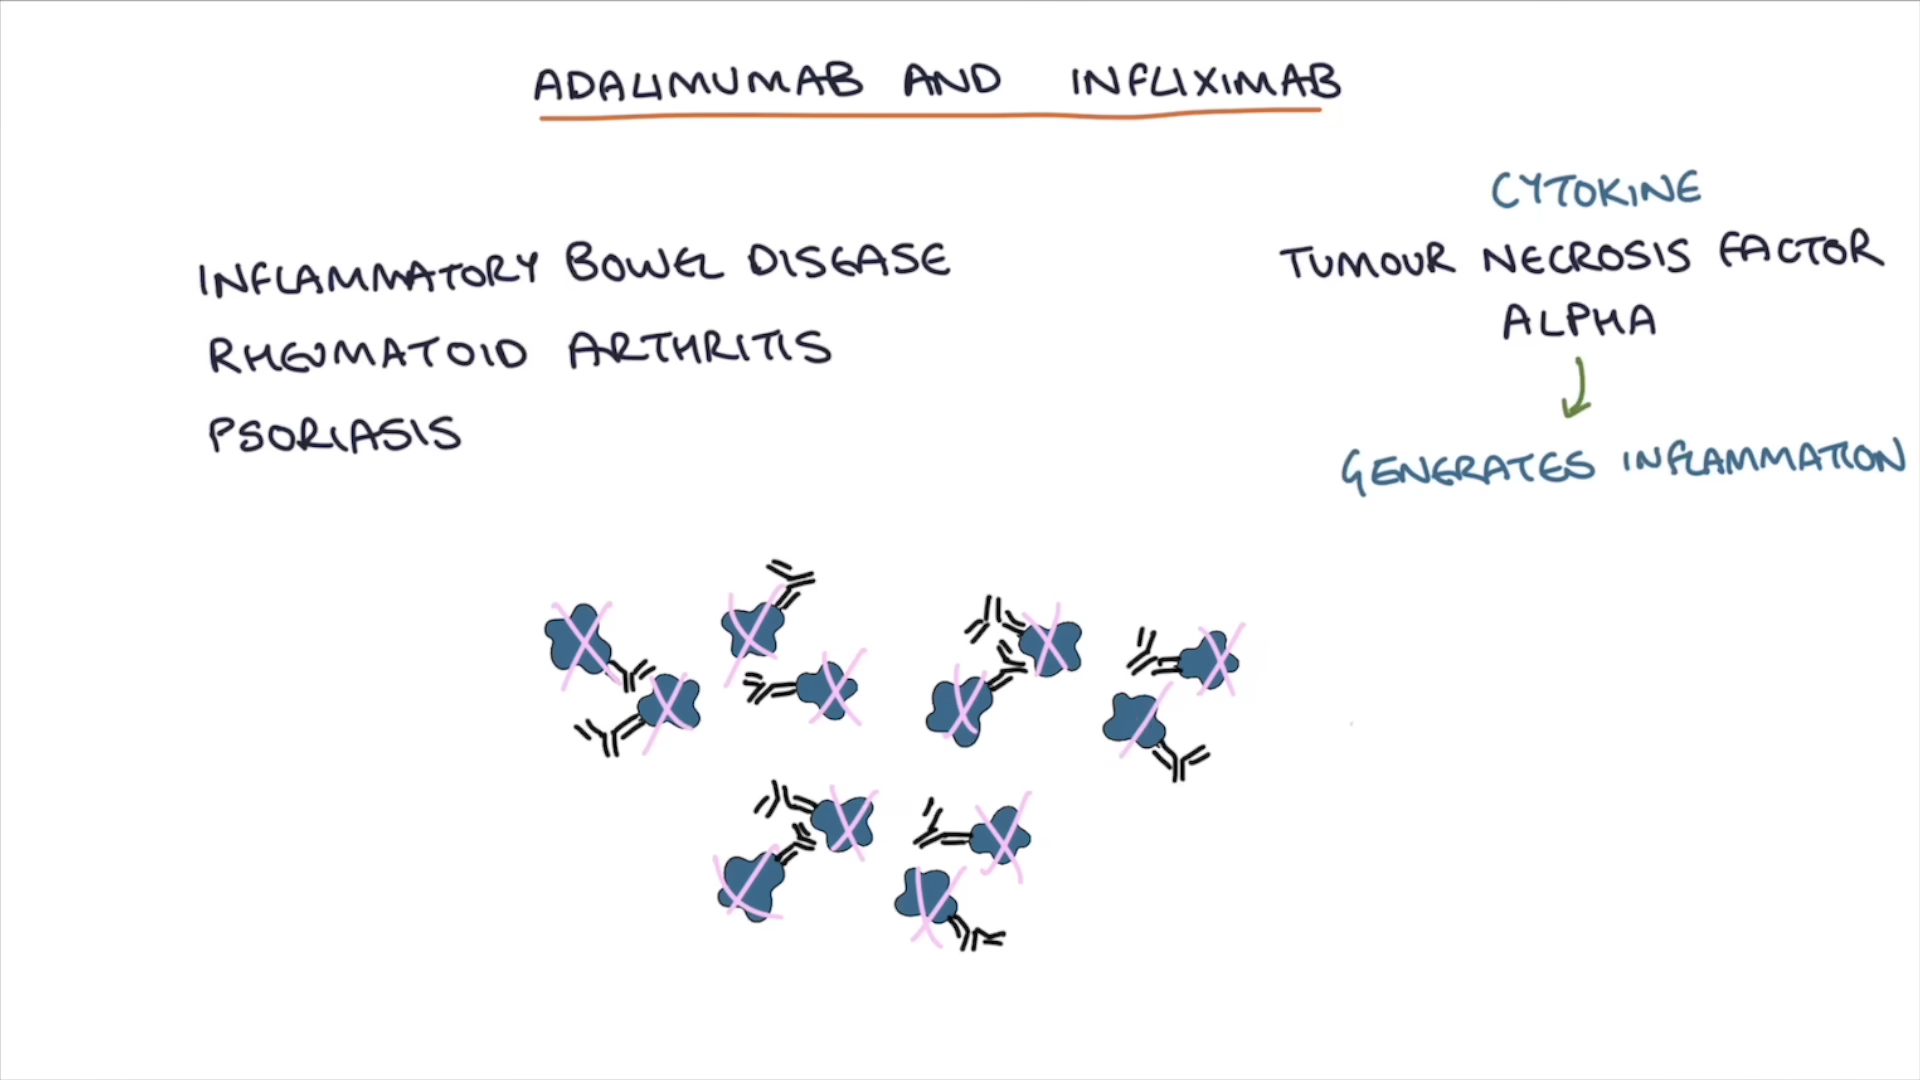 ADALIMUMAB AND INFLIXIMAB
INFLAMMATORY BOWEL DISEASE
RHEUMATOID ARTHRITIS
PSORIASIS
CYTOKINE
TUMOUR NECROSIS FACTOR
ALPHA
GENERATES INFLAMMATION